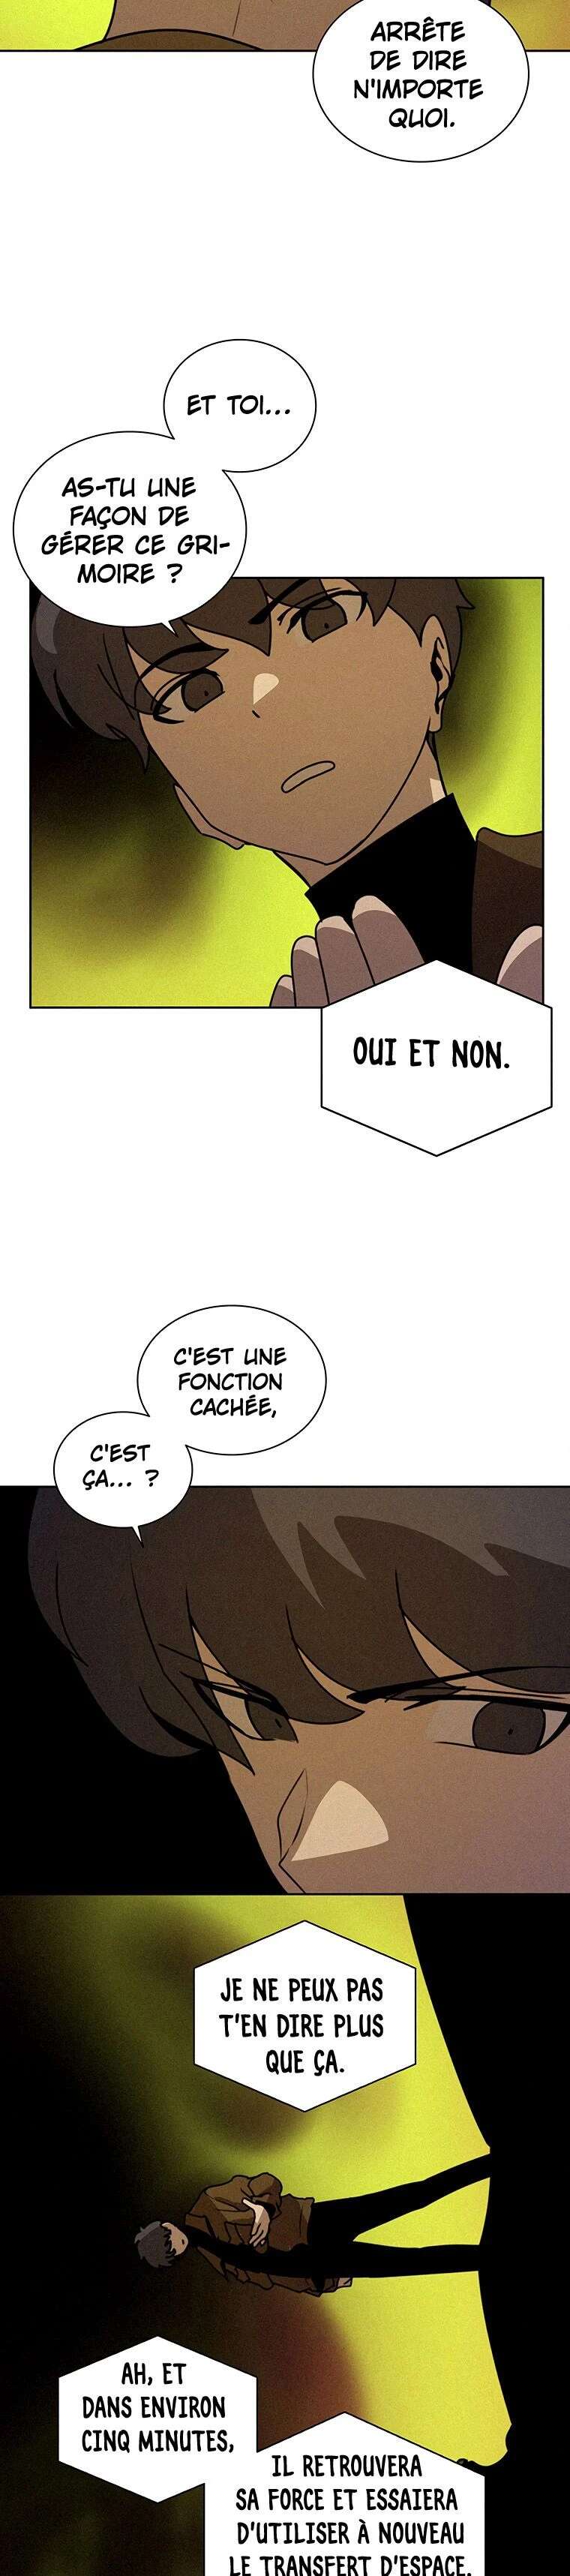 ARRÊTE
DE DIRE
N'IMPORTE
QUOI.
ET TOI...
AS-TU UNE
FAÇON DE
GÉRER CE GRI-
MOIRE ?
OUI ET NON.
C'EST UNE
FONCTION
CACHÉE,
C'EST
ÇA... ?
JE NE PEUX PAS
T'EN DIRE PLUS
QUE ÇA.
AH, ET
DANS ENVIRON
CINQ MINUTES,
IL RETROUVERA
SA FORCE ET ESSAIERA
D'UTILISER À NOUVEAU
LE TRANSFERT D'ESPACE.